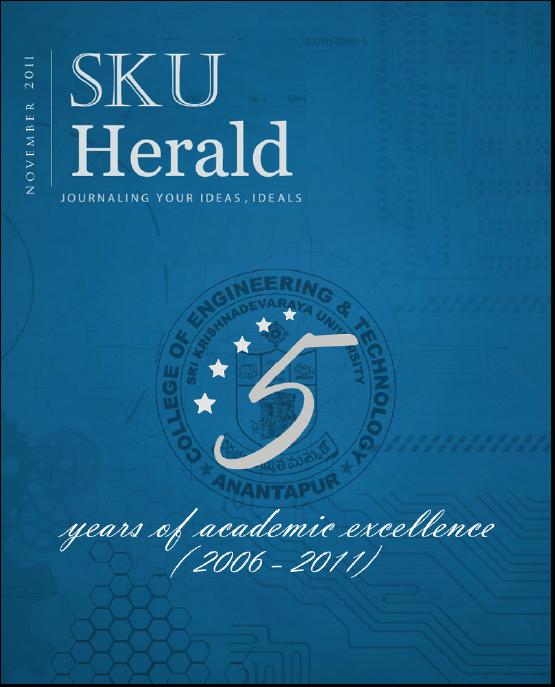 NOVEMBER 2011
SKU
Herald
JOURNALING YOUR IDEAS, IDEALS
COLLEGE OF ENGINEERING & TECHNOLOGY
SRI KRISHNADEVARAYA UNIVERSITY
5
ANANTAPUR
years of academic excellence
(2006 - 2011)